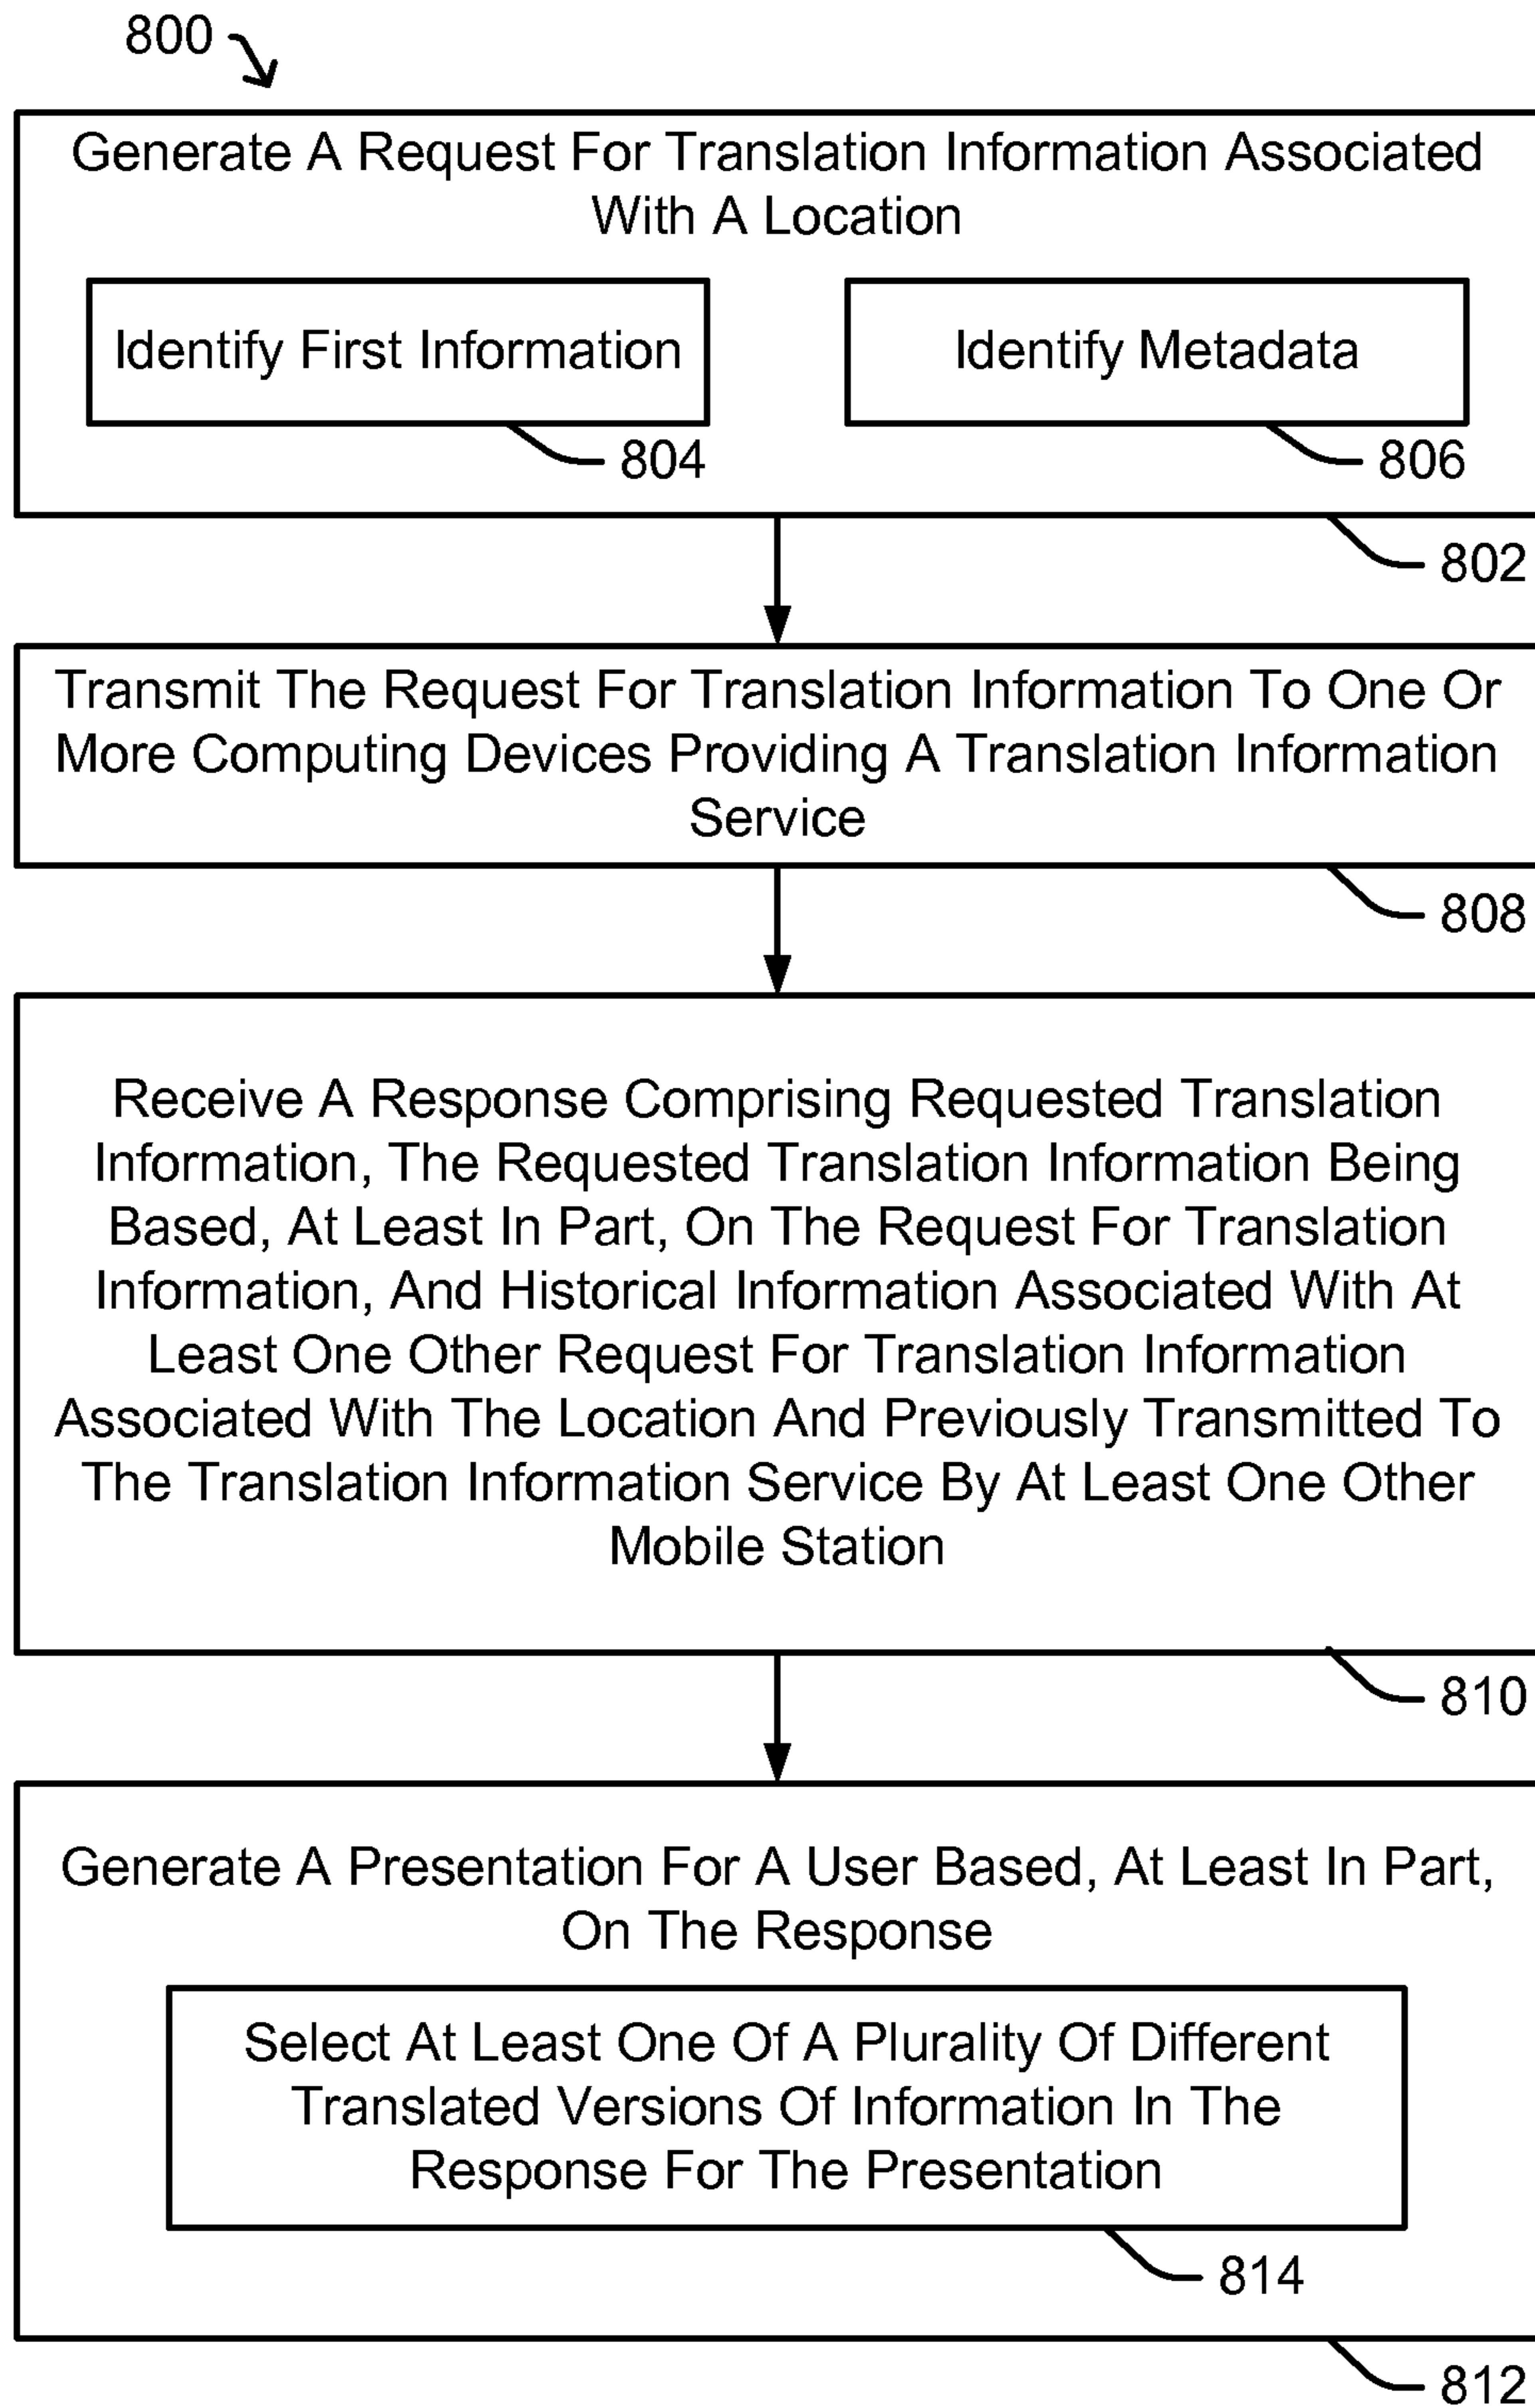 800
Generate A Request For Translation Information Associated
With A Location
Identify First Information
Identify Metadata
804
806
802
Transmit The Request For Translation Information To One Or
More Computing Devices Providing A Translation Information
Service
808
Receive A Response Comprising Requested Translation
Information, The Requested Translation Information Being
Based, At Least In Part, On The Request For Translation
Information, And Historical Information Associated With At
Least One Other Request For Translation Information
Associated With The Location And Previously Transmitted To
The Translation Information Service By At Least One Other
Mobile Station
810
Generate A Presentation For A User Based, At Least In Part,
On The Response
Select At Least One Of A Plurality Of Different
Translated Versions Of Information In The
Response For The Presentation
814
812